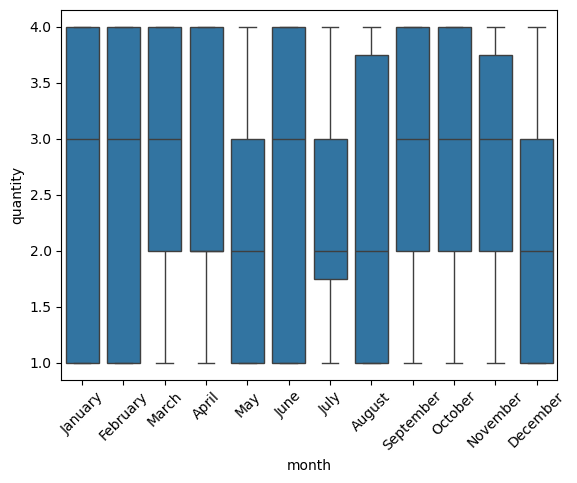 quantity
4.0
3.5
3.0
2.5
2.0
1.5
1.0
January
February
March
April
May
June
July
August
September
October
November
December
month